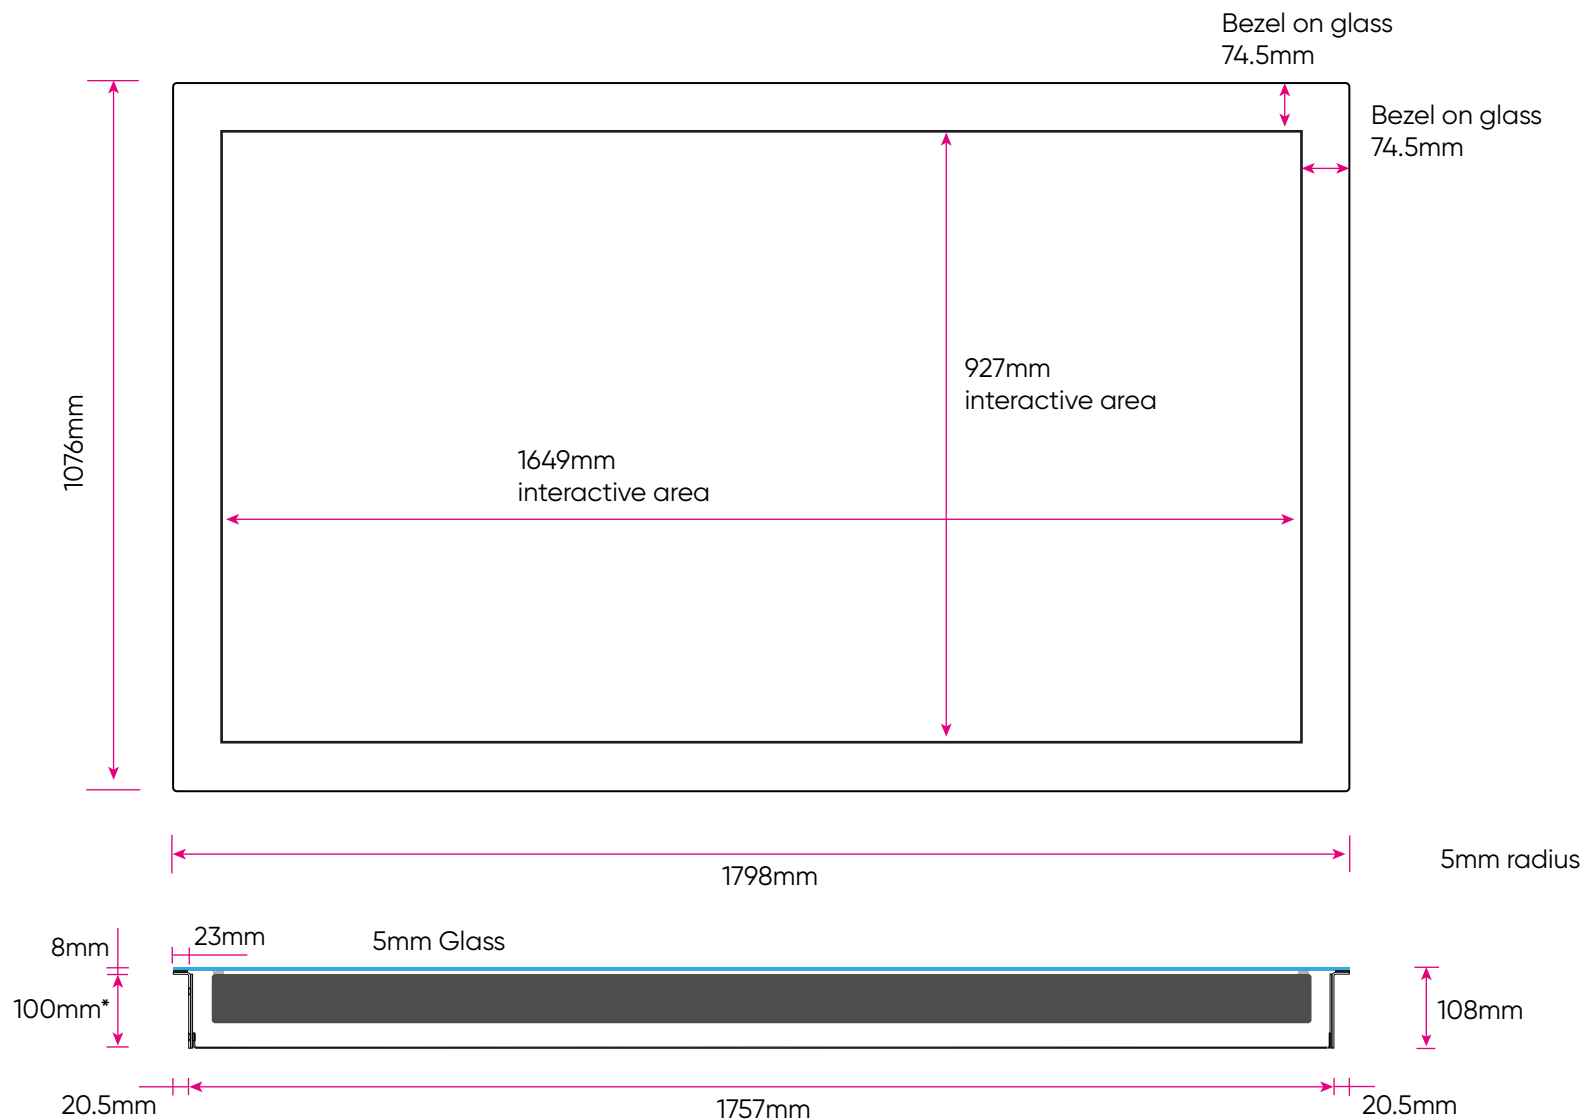 Bezel on glass
74.5mm
Bezel on glass
74.5mm
927mm
interactive area
1076mm
1649mm
interactive area
1798mm
5mm radius
8mm
23mm
5mm Glass
100mm*
108mm
20.5mm
1757mm
20.5mm